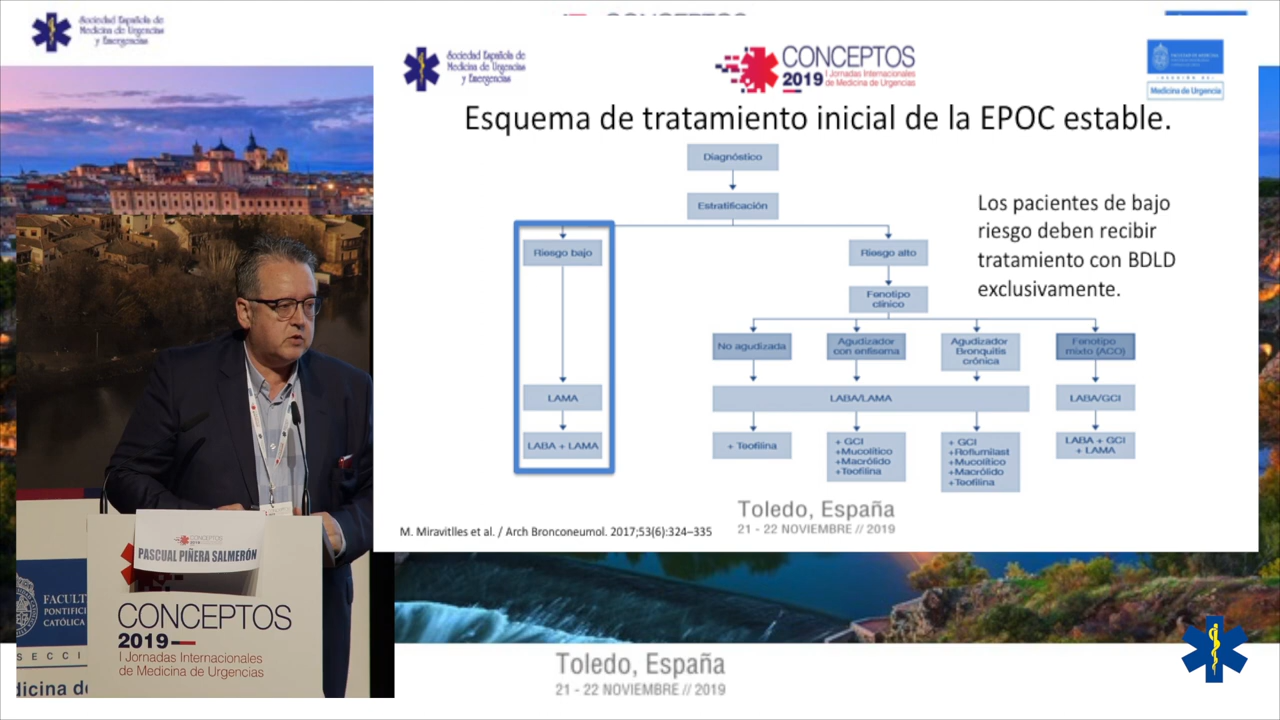 Sociedad Española de
Medicina de Urgencias
y Emergencias
Sociedad Española de
Medicina de Urgencias
y Emergencias
CONCEPTOS
2019
I Jornadas Internacionales
de Medicina de Urgencias
Medicina de Urgencia
Esquema de tratamiento inicial de la EPOC estable.
Diagnóstico
Estratificación
Riesgo bajo
Riesgo alto
Fenotipo
clínico
Los pacientes de bajo
riesgo deben recibir
tratamiento con BDLD
exclusivamente.
No agudizada
Agudizador
con enfisema
Agudizador
Bronquitis
crónica
Fenotipo
mixto (ACO)
LAMA
LABA/LAMA
LABA/GCI
LABA + LAMA
+ Teofilina
+ GCI
+Mucolítico
+Macrólido
+Teofilina
+ GCI
+Roflumilast
+Mucolítico
+Macrólido
+Teofilina
LABA + GCI
+ LAMA
Toledo, España
21 - 22 NOVIEMBRE // 2019
M. Miravitlles et al. / Arch Bronconeumol. 2017;53(6):324–335
CONCEPTOS
PASCUAL PIÑERA SALMERÓN
CONCEPTOS
2019
I Jornadas Internacionales
de Medicina de Urgencias
FACULT
PONTIFICI
CATÓLICA
SECCI
dicina de
Toledo, España
21 - 22 NOVIEMBRE // 2019